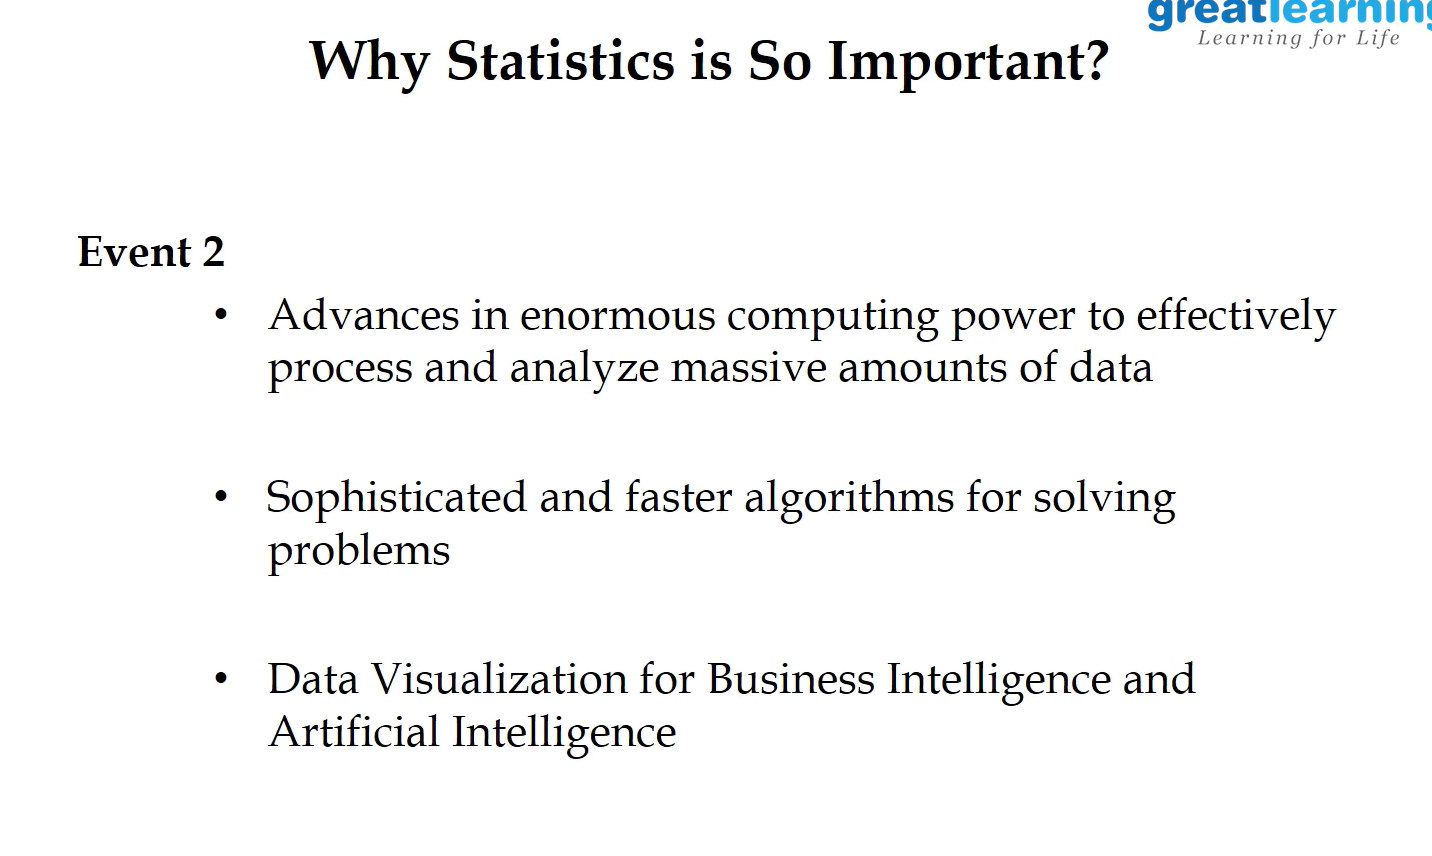 greatlearning
Learning for Life
Why Statistics is So Important?
Event 2
• Advances in enormous computing power to effectively
process and analyze massive amounts of data
• Sophisticated and faster algorithms for solving
problems
• Data Visualization for Business Intelligence and
Artificial Intelligence